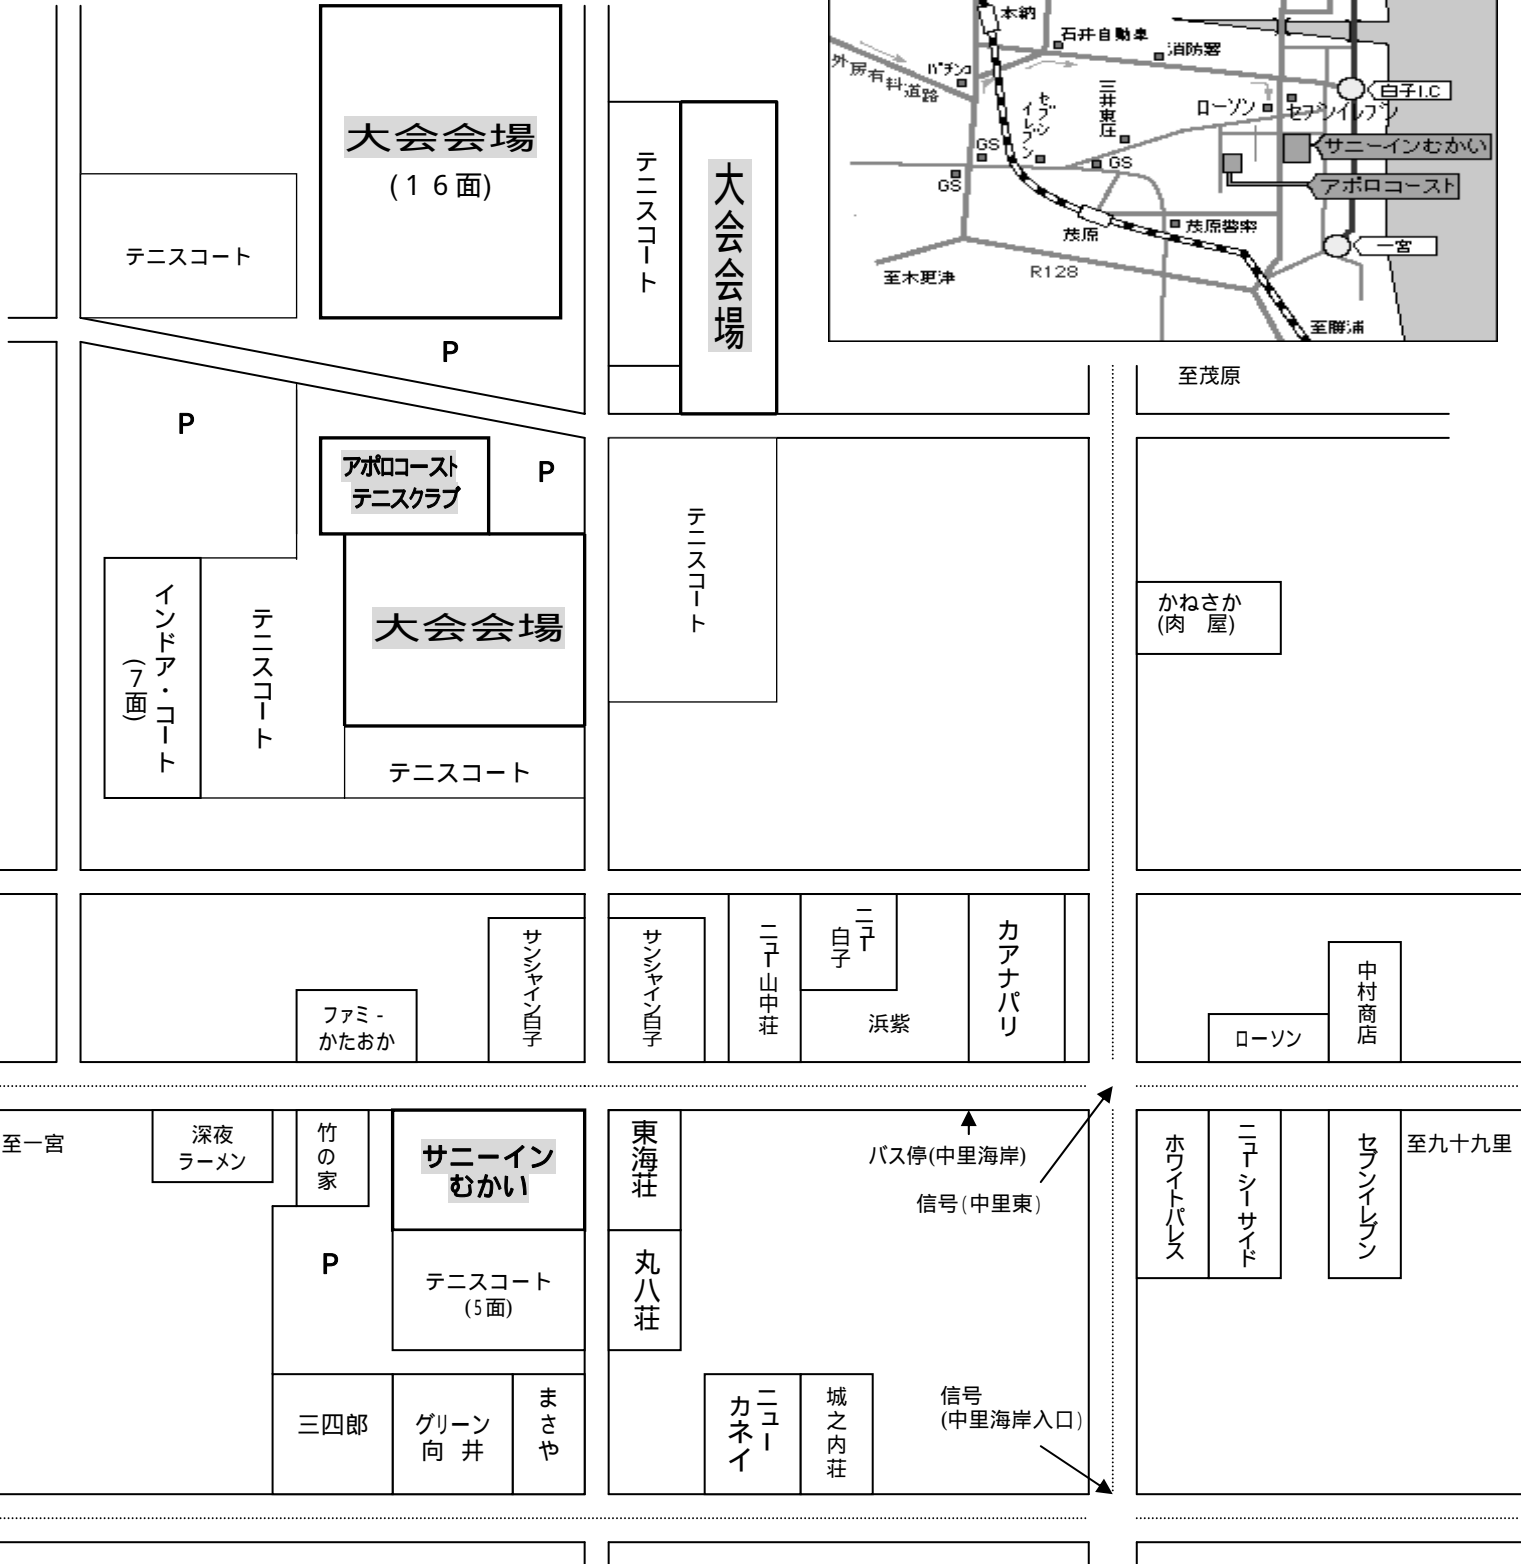 本納
石井自動車
消防署
外房有料道路
パチンコ
セブンイレブン
三井東圧
ローソン
セブンイレブン
白子I.C
サニーインむかい
アポロコースト
GS
GS
GS
茂原
一宮
至木更津
R128
至勝浦
大会会場
(16面)
テニスコート
テニスコート
大会会場
P
至茂原
P
アポロコースト
テニスクラブ
P
テニスコート
かねさか
(肉 屋)
インドア・コート
(7面)
テニスコート
大会会場
テニスコート
ファミ-
かたおか
サンシャイン白子
サンシャイン白子
ニュー山中荘
ニュー
白子
浜紫
カアナパリ
ローソン
中村商店
至一宮
深夜
ラーメン
竹の家
サニーイン
むかい
東海荘
バス停(中里海岸)
信号(中里東)
ホワイトパレス
ニューシーサイド
セブンイレブン
至九十九里
P
テニスコート
(5面)
丸八荘
三四郎
グリーン
向 井
まさや
ニュー
カネイ
城之内荘
信号
(中里海岸入口)